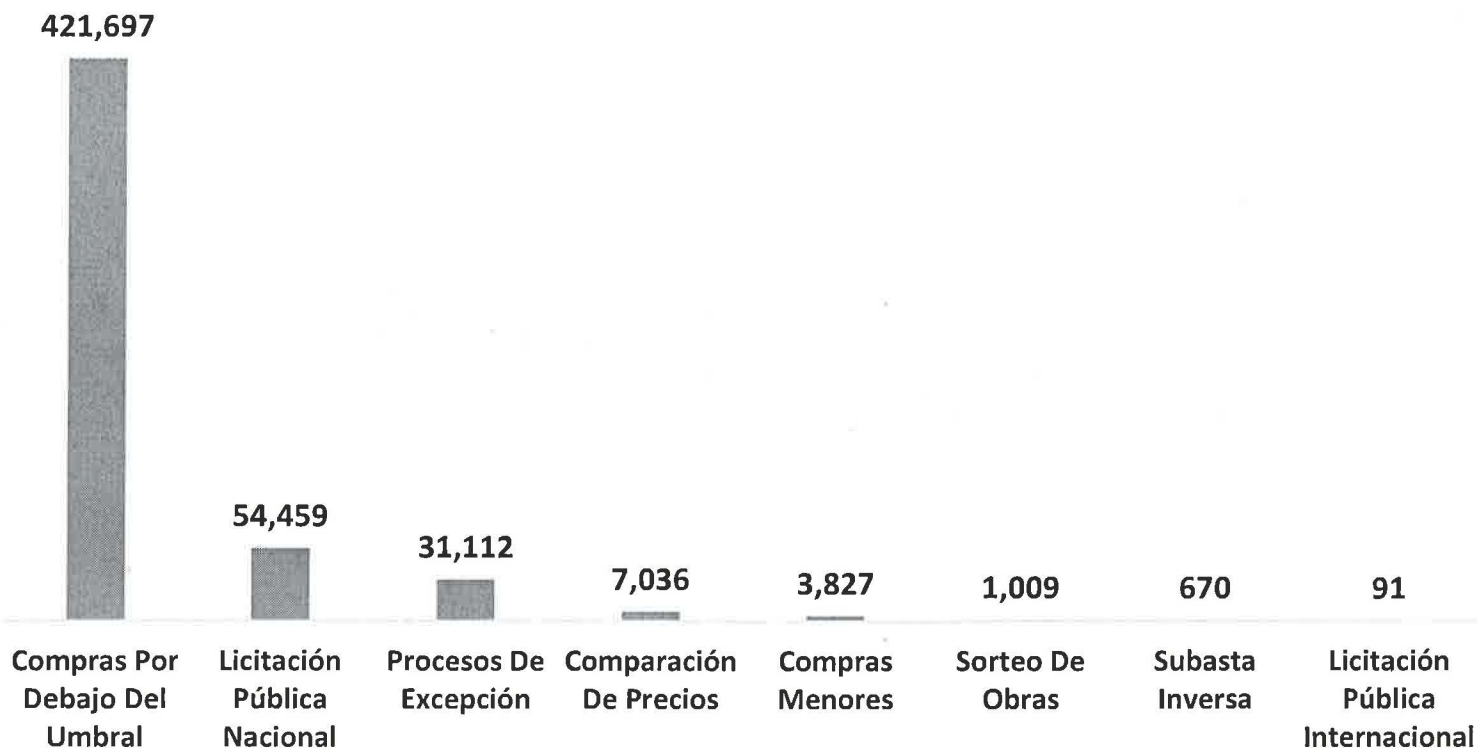 421,697
54,459
31,112
7,036
3,827
1,009
670
91
Compras Por
Debajo Del
Umbral
Licitación
Pública
Nacional
Procesos De
Excepción
Comparación
De Precios
Compras
Menores
Sorteo De
Obras
Subasta
Inversa
Licitación
Pública
Internacional